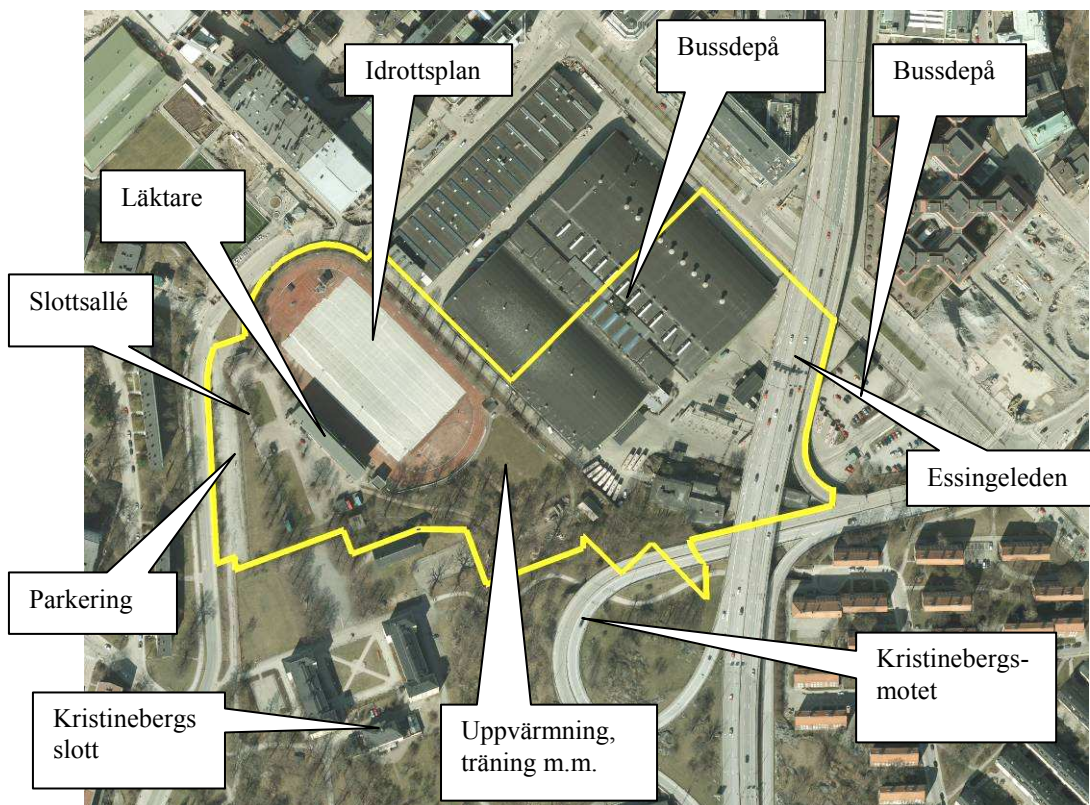 Idrottsplan
Bussdepå
Bussdepå
Läktare
Slottsallé
Essingeleden
Parkering
Kristinebergs-
motet
Kristinebergs
slott
Uppvärmning,
träning m.m.